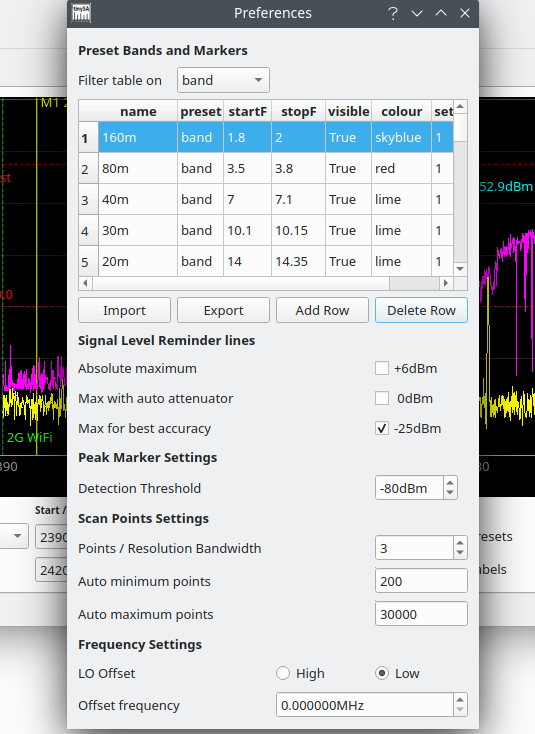 tinySA Preferences
Preset Bands and Markers
Filter table on band
name preset startF stopF visible colour set
1 160m band 1.8 2 True skyblue 1
2 80m band 3.5 3.8 True red 1
3 40m band 7 7.1 True lime 1
4 30m band 10.1 10.15 True lime 1
5 20m band 14 14.35 True lime 1
Import Export Add Row Delete Row
Signal Level Reminder lines
Absolute maximum +6dBm
Max with auto attenuator 0dBm
Max for best accuracy -25dBm
Peak Marker Settings
Detection Threshold -80dBm
Scan Points Settings
Points / Resolution Bandwidth 3
Auto minimum points 200
Auto maximum points 30000
Frequency Settings
LO Offset High Low
Offset frequency 0.000000MHz
M1 2
st
0.0
2G WiFi
390
Start /
2390
2420
52.9dBm
30
resets
abels